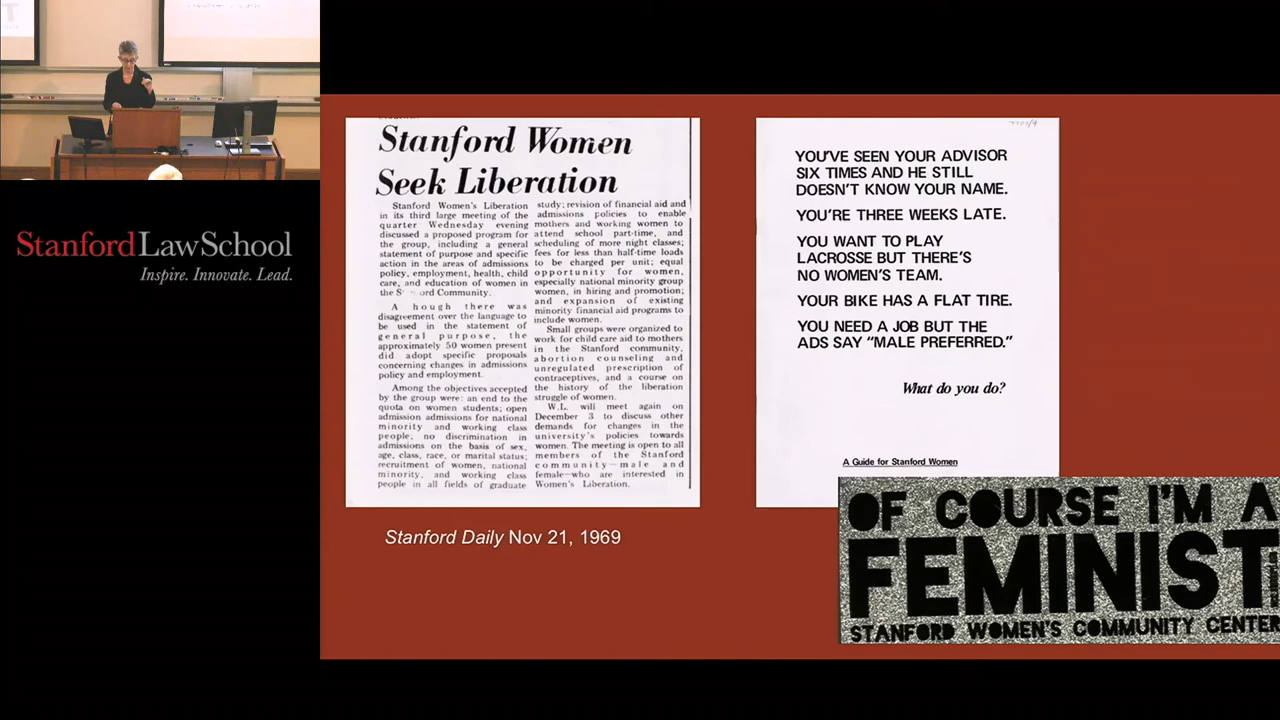 StanfordLawSchool
Inspire. Innovate. Lead.
Stanford Women
Seek Liberation
Stanford Women's Liberation
in its third large meeting of the
quarter Wednesday evening
discussed a proposed program for
the group, including a general
statement of purpose and specific
action in the areas of admissions
policy, employment, health, child
care, and education of women in
the S ord Community.
A hough there was
disagreement over the language to
be used in the statement of
general purpose, the
approximately 50 women present
did adopt specific proposals
concerning changes in admissions
policy and employment.
Among the objectives accepted
by the group were: an end to the
quota on women students; open
admission admissions for national
minority and working class
people; no discrimination in
admissions on the basis of sex,
age, class, race, or marital status;
recruitment of women, national
minority, and working class
people in all fields of graduate
study; revision of financial aid and
admissions policies to enable
mothers and working women to
attend school part-time, and
scheduling of more night classes;
fees for less than half-time loads
to be charged per unit; equal
opportunity for women,
especially national minority group
women, in hiring and promotion;
and expansion of existing
minority financial aid programs to
include women.
Small groups were organized to
work for child care aid to mothers
in the Stanford community,
abortion counseling and
unregulated prescription of
contraceptives, and a course on
the history of the liberation
struggle of women.
W.L. will meet again on
December 3 to discuss other
demands for changes in the
university's policies towards
women. The meeting is open to all
members of the Stanford
community—male and
female—who are interested in
Women's Liberation.
Stanford Daily Nov 21, 1969
YOU'VE SEEN YOUR ADVISOR
SIX TIMES AND HE STILL
DOESN'T KNOW YOUR NAME.
YOU'RE THREE WEEKS LATE.
YOU WANT TO PLAY
LACROSSE BUT THERE'S
NO WOMEN'S TEAM.
YOUR BIKE HAS A FLAT TIRE.
YOU NEED A JOB BUT THE
ADS SAY "MALE PREFERRED."
What do you do?
A Guide for Stanford Women
OF COURSE I'M A
FEMINIST
STANFORD WOMEN'S COMMUNITY CENTER